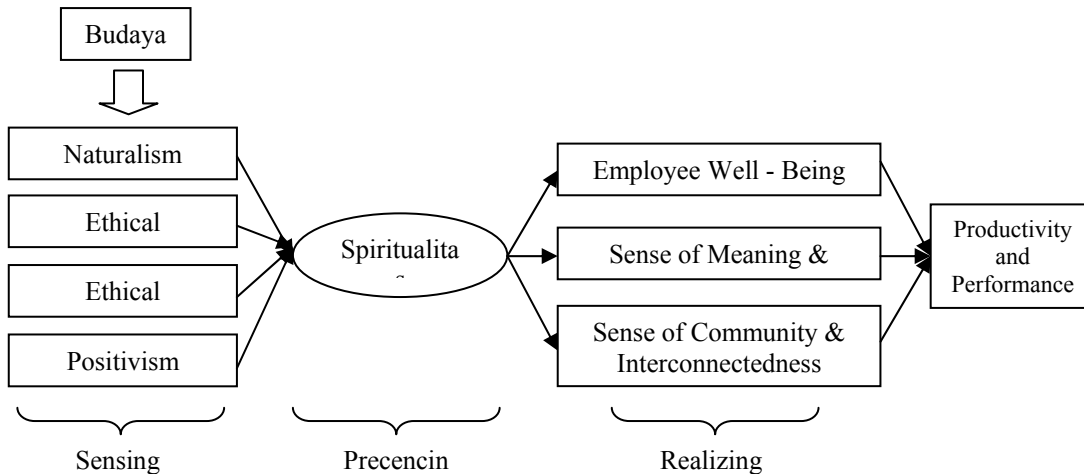 Budaya
Naturalism
Ethical
Ethical
Positivism
Spiritualita
Employee Well - Being
Sense of Meaning &
Sense of Community &
Interconnectedness
Productivity
and
Performance
Sensing
Precencin
Realizing